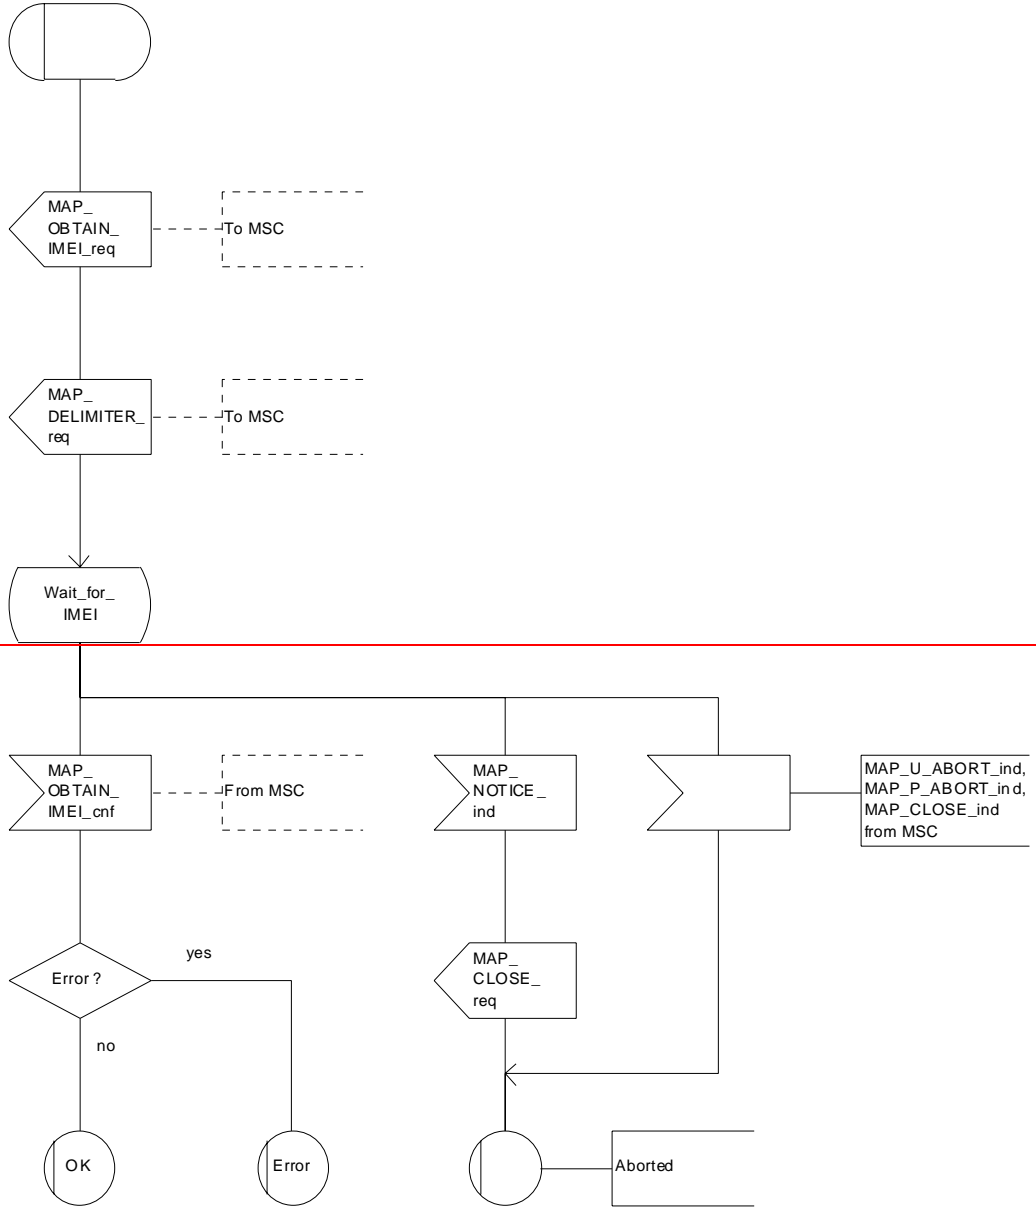 MAP_
OBTAIN_
IMEI_req
To MSC
MAP_
DELIMITER_
req
To MSC
Wait_for_
IMEI
MAP_
OBTAIN_
IMEI_cnf
From MSC
MAP_
NOTICE_
ind
MAP_U_ABORT_ind,
MAP_P_ABORT_ind,
MAP_CLOSE_ind
from MSC
Error ?
yes
no
MAP_
CLOSE_
req
OK
Error
Aborted